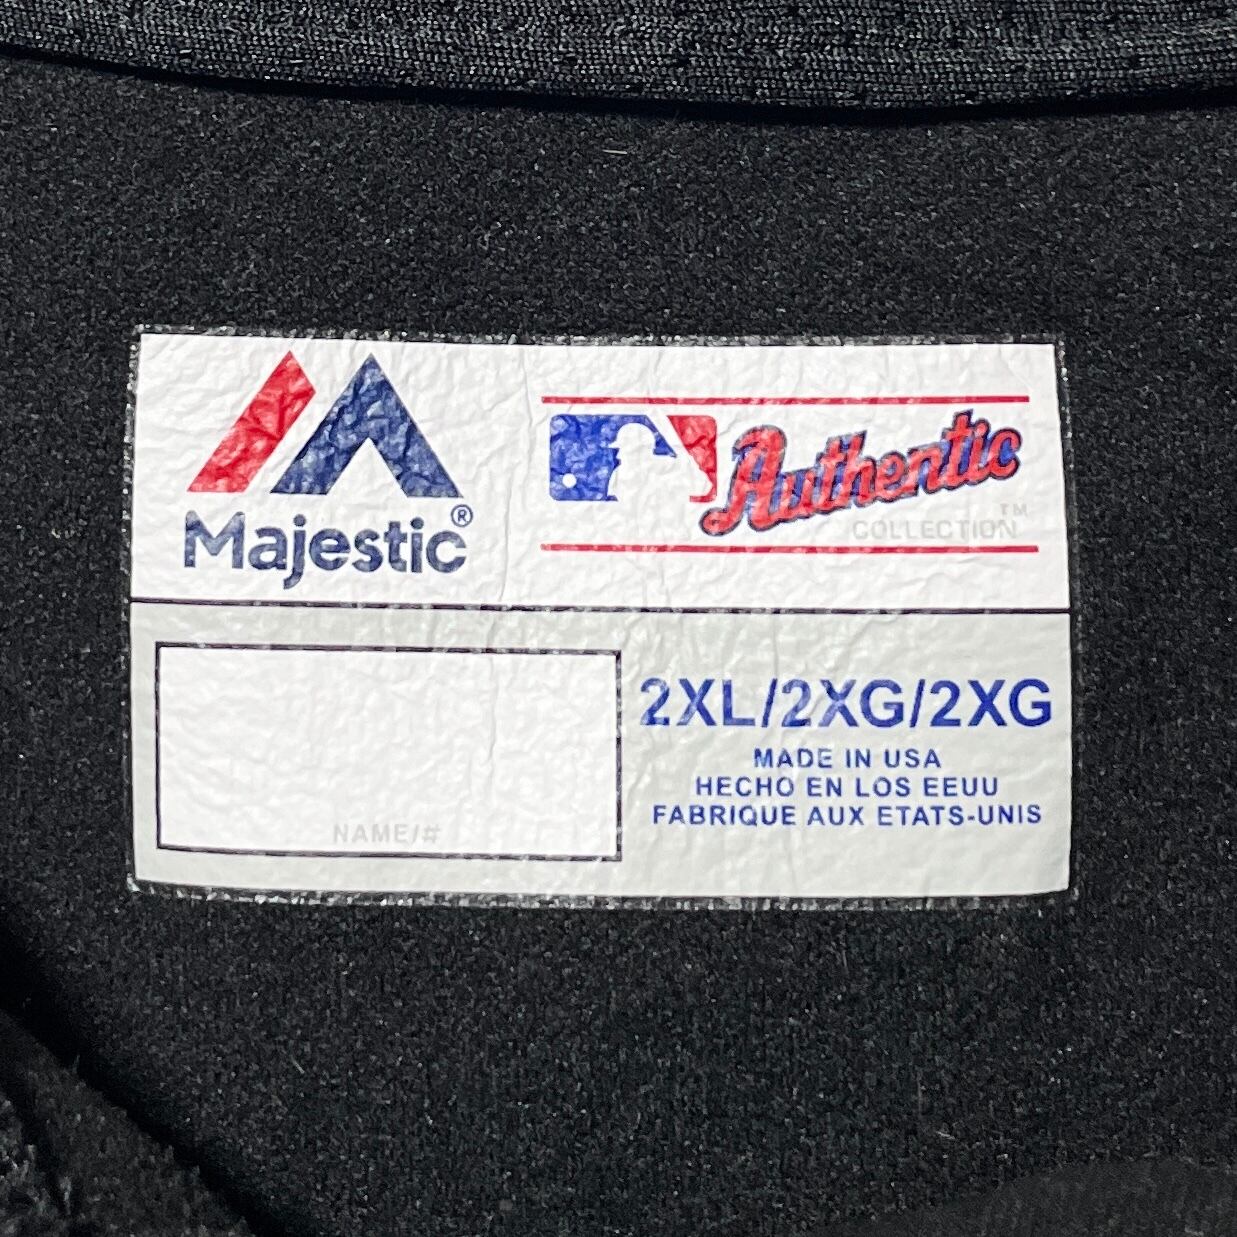 Majestic®
Authentic
COLLECTION™
NAME/#
2XL/2XG/2XG
MADE IN USA
HECHO EN LOS EEUU
FABRIQUE AUX ETATS-UNIS